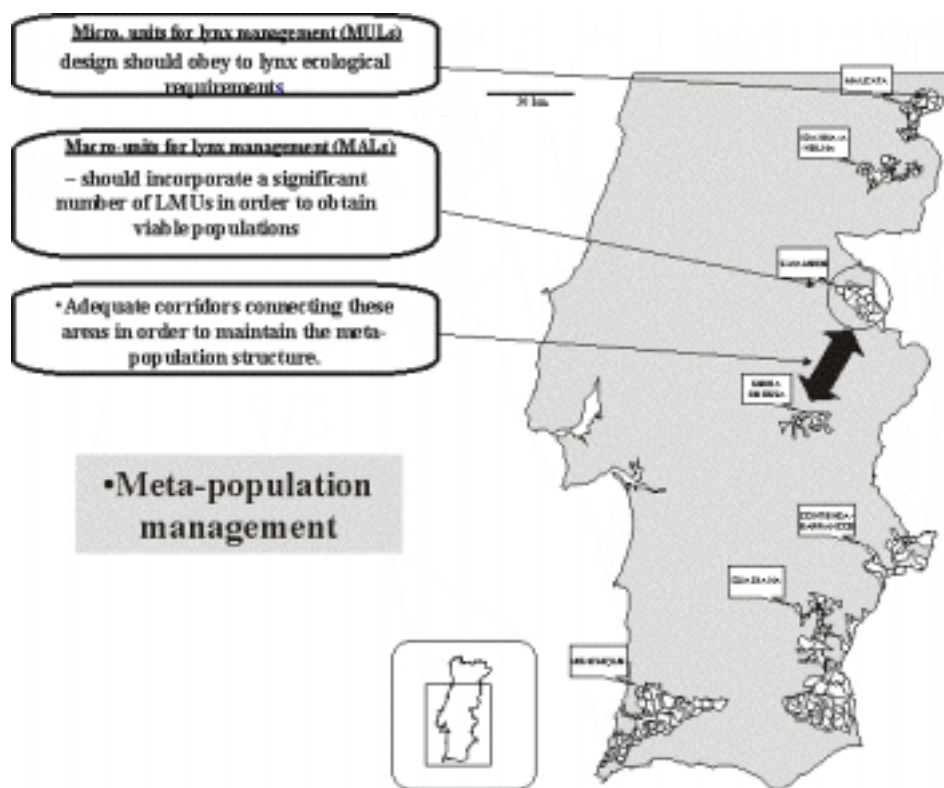 Micro. units for lynx management (MULs)
design should obey to lynx ecological
requirements
Macro-units for lynx management (MALs)
– should incorporate a significant
number of LMUs in order to obtain
viable populations
•Adequate corridors connecting these
areas in order to maintain the meta-
population structure.
•Meta-population
management
MALCATA
GUADIANA